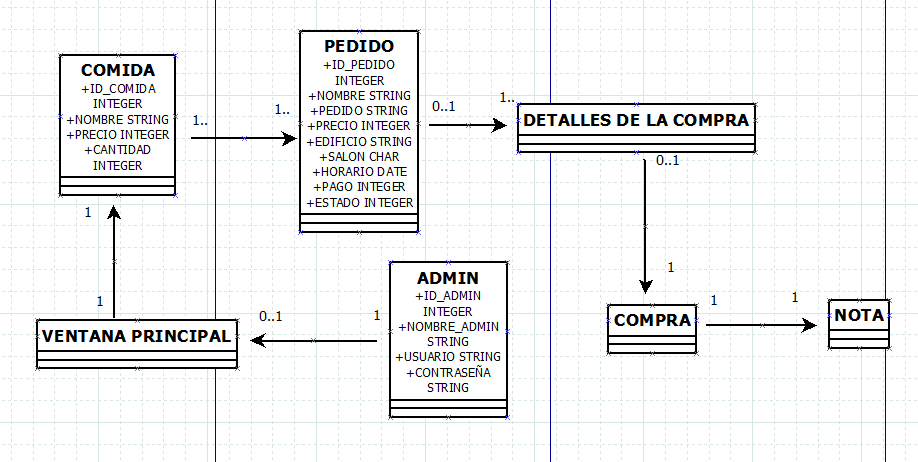 COMIDA
+ID_COMIDA
INTEGER
+NOMBRE STRING
+PRECIO INTEGER
+CANTIDAD
INTEGER
1..
1..
PEDIDO
+ID_PEDIDO
INTEGER
+NOMBRE STRING
+PEDIDO STRING
+PRECIO INTEGER
+EDIFICIO STRING
+SALON CHAR
+HORARIO DATE
+PAGO INTEGER
+ESTADO INTEGER
0..1
1..
DETALLES DE LA COMPRA
0..1
1
1
1
VENTANA PRINCIPAL
0..1
1
ADMIN
+ID_ADMIN
INTEGER
+NOMBRE_ADMIN
STRING
+USUARIO STRING
+CONTRASEÑA
STRING
COMPRA
1
1
NOTA